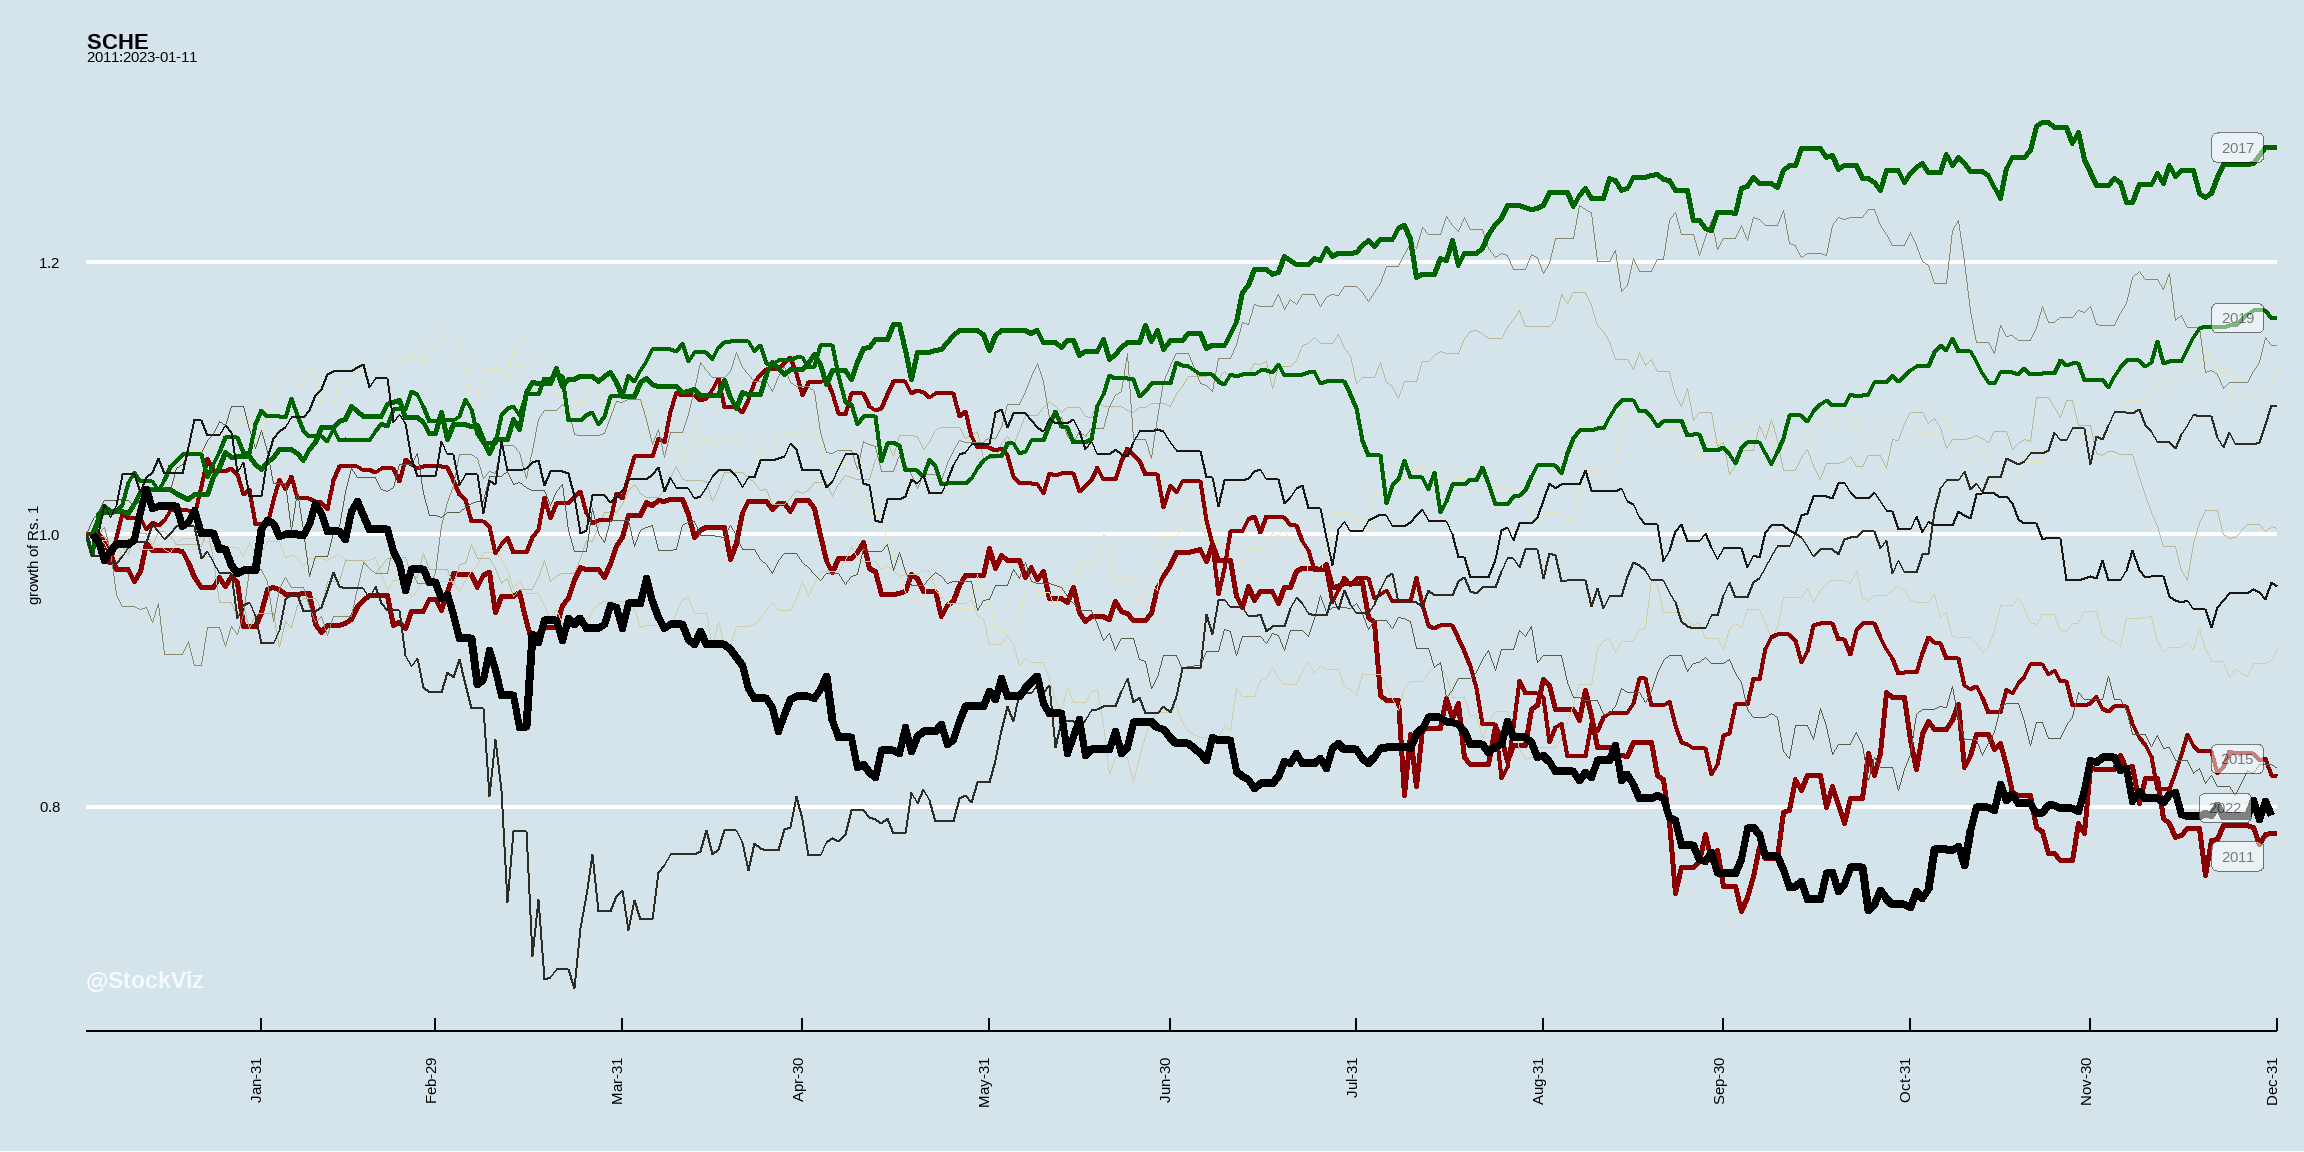 SCHE
2011:2023-01-11
growth of Rs. 1
1.2
1.0
0.8
2017
2019
2015
2022
2011
@StockViz
Jan-31
Feb-29
Mar-31
Apr-30
May-31
Jun-30
Jul-31
Aug-31
Sep-30
Oct-31
Nov-30
Dec-31